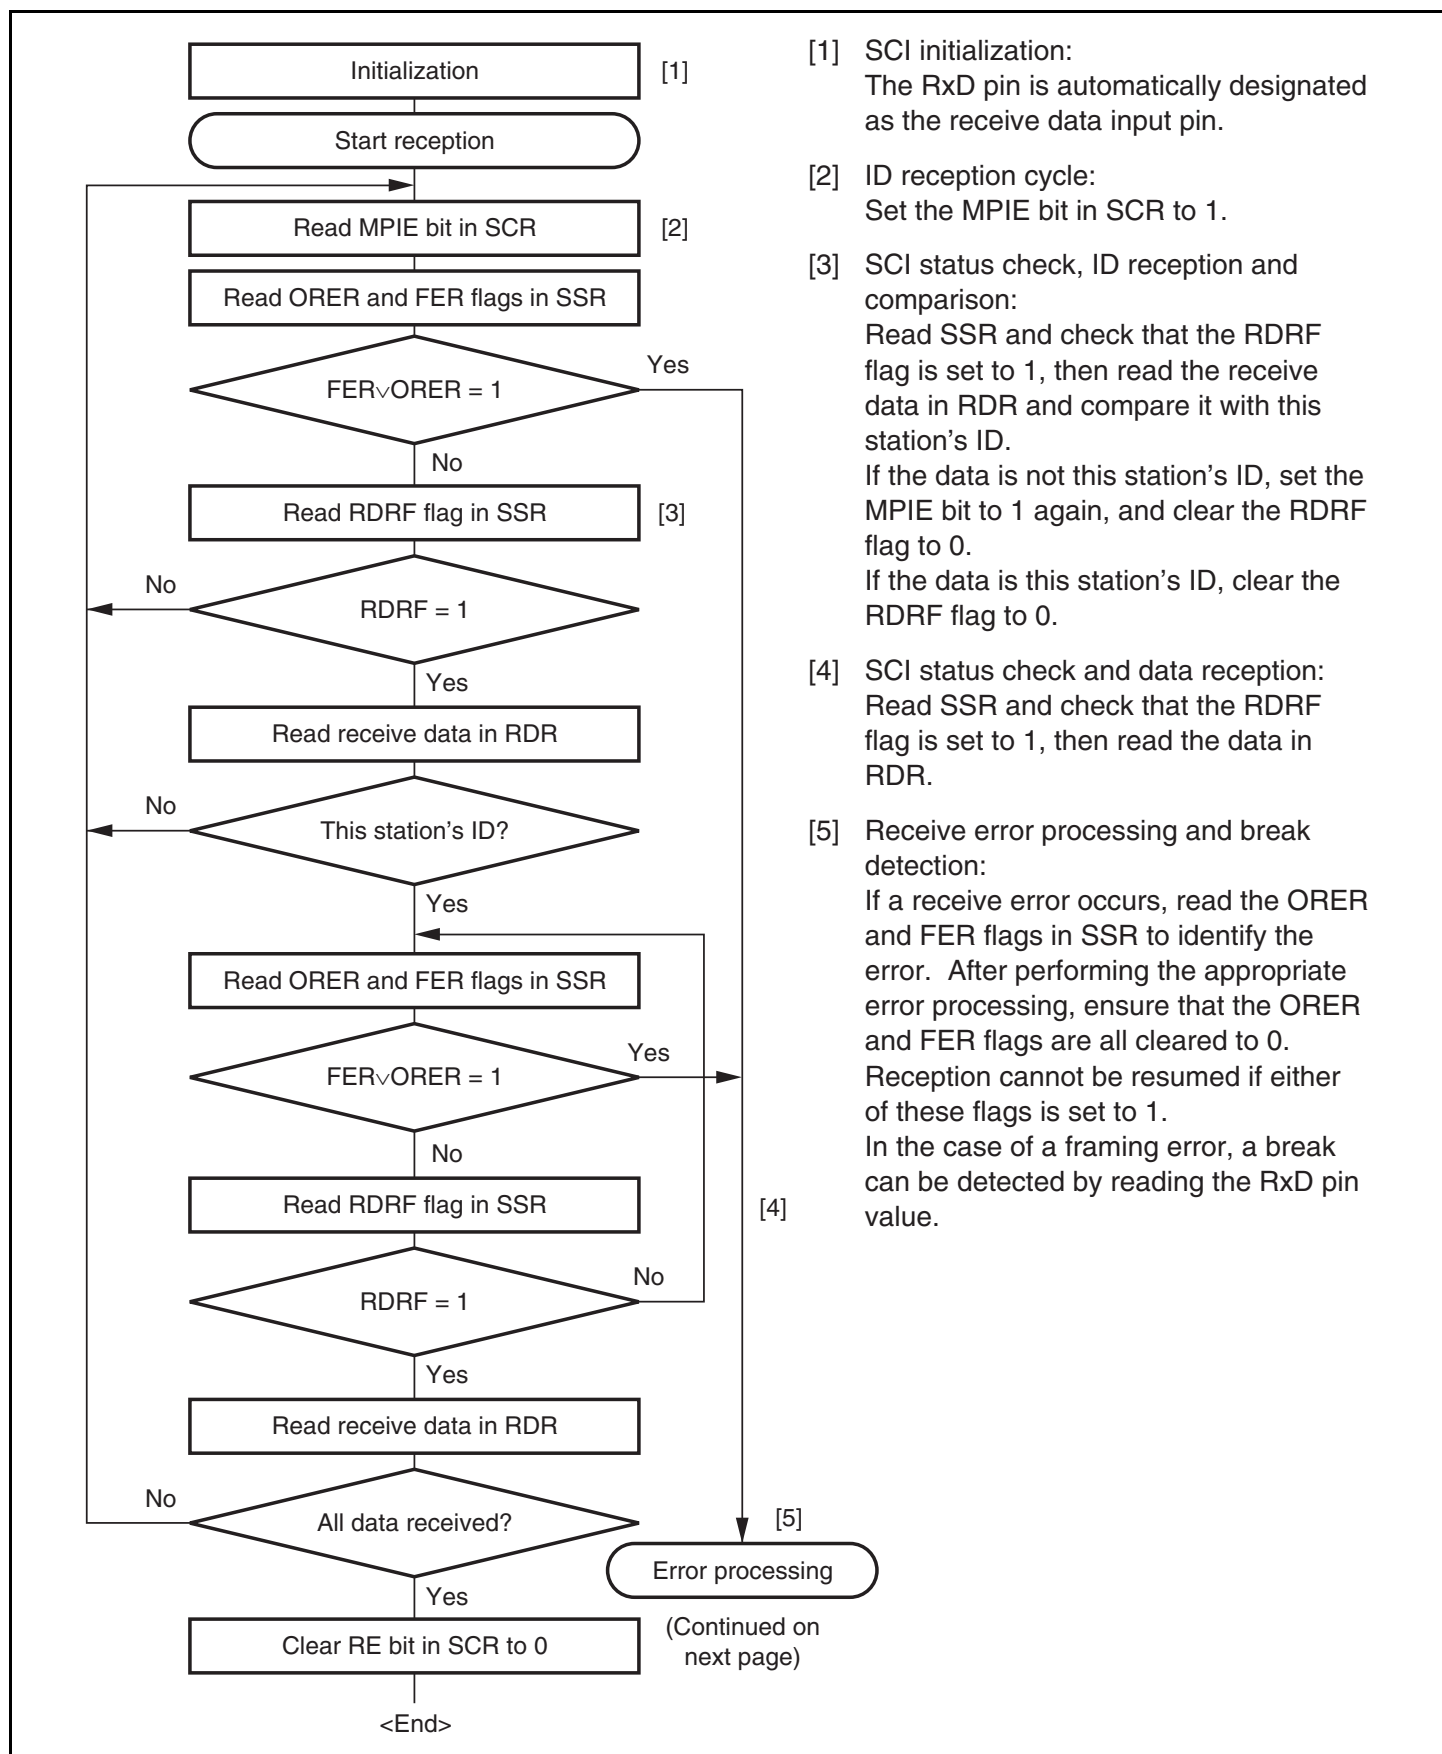 Initialization
[1]
Start reception
Read MPIE bit in SCR
[2]
Read ORER and FER flags in SSR
FER∨ORER = 1
Yes
No
Read RDRF flag in SSR
[3]
No
RDRF = 1
Yes
Read receive data in RDR
No
This station's ID?
Yes
Read ORER and FER flags in SSR
FER∨ORER = 1
Yes
No
Read RDRF flag in SSR
[4]
RDRF = 1
No
Yes
Read receive data in RDR
No
All data received?
[5]
Error processing
Yes
(Continued on
next page)
Clear RE bit in SCR to 0
<End>
[1] SCI initialization:
The RxD pin is automatically designated
as the receive data input pin.
[2] ID reception cycle:
Set the MPIE bit in SCR to 1.
[3] SCI status check, ID reception and
comparison:
Read SSR and check that the RDRF
flag is set to 1, then read the receive
data in RDR and compare it with this
station's ID.
If the data is not this station's ID, set the
MPIE bit to 1 again, and clear the RDRF
flag to 0.
If the data is this station's ID, clear the
RDRF flag to 0.
[4] SCI status check and data reception:
Read SSR and check that the RDRF
flag is set to 1, then read the data in
RDR.
[5] Receive error processing and break
detection:
If a receive error occurs, read the ORER
and FER flags in SSR to identify the
error. After performing the appropriate
error processing, ensure that the ORER
and FER flags are all cleared to 0.
Reception cannot be resumed if either
of these flags is set to 1.
In the case of a framing error, a break
can be detected by reading the RxD pin
value.